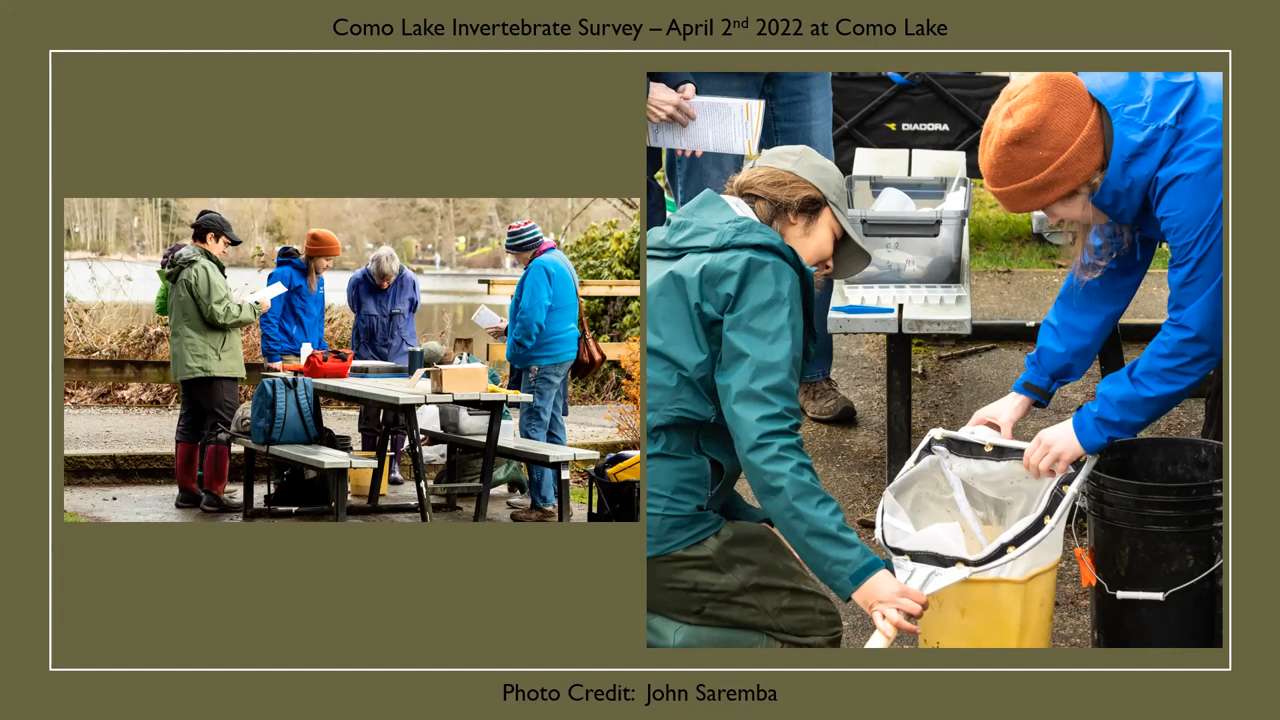 Como Lake Invertebrate Survey – April 2nd 2022 at Como Lake
DIADORA
Photo Credit: John Saremba